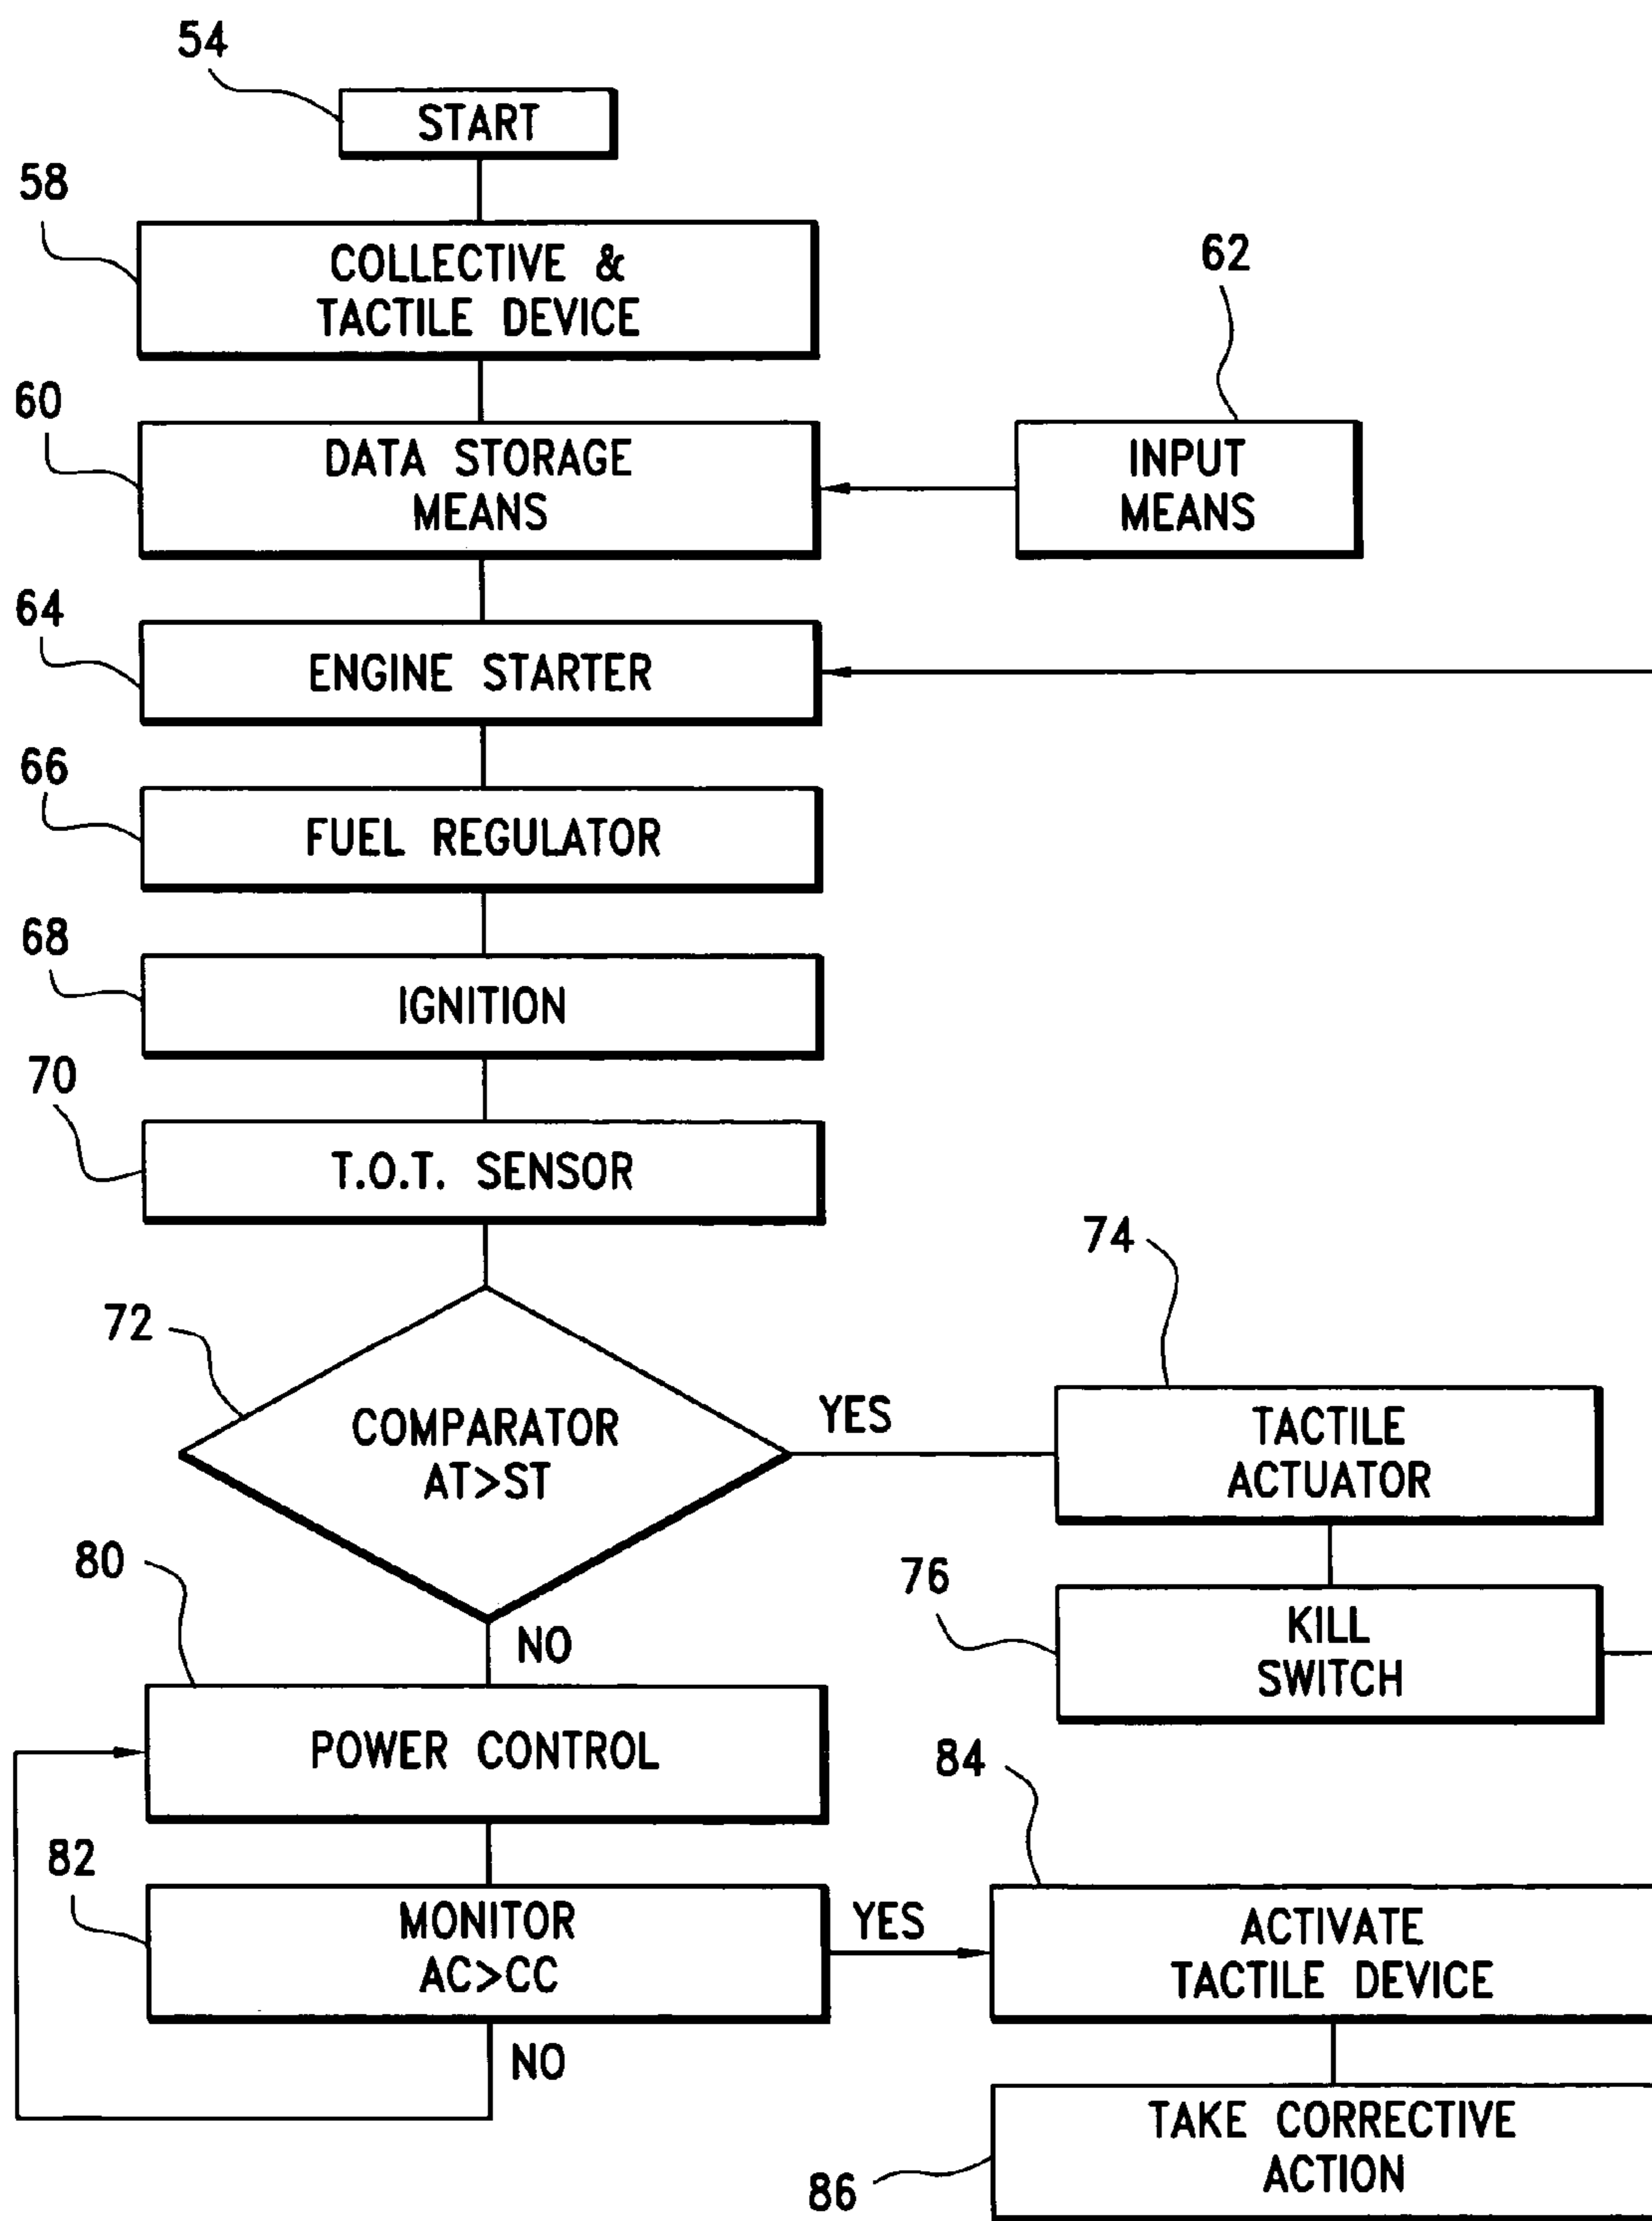 54
START
58
COLLECTIVE &
TACTILE DEVICE
62
60
DATA STORAGE
MEANS
INPUT
MEANS
64
ENGINE STARTER
66
FUEL REGULATOR
68
IGNITION
70
T.O.T. SENSOR
74
72
COMPARATOR
AT>ST
YES
TACTILE
ACTUATOR
80
NO
76
KILL
SWITCH
POWER CONTROL
84
82
MONITOR
AC>CC
YES
ACTIVATE
TACTILE DEVICE
NO
TAKE CORRECTIVE
ACTION
86